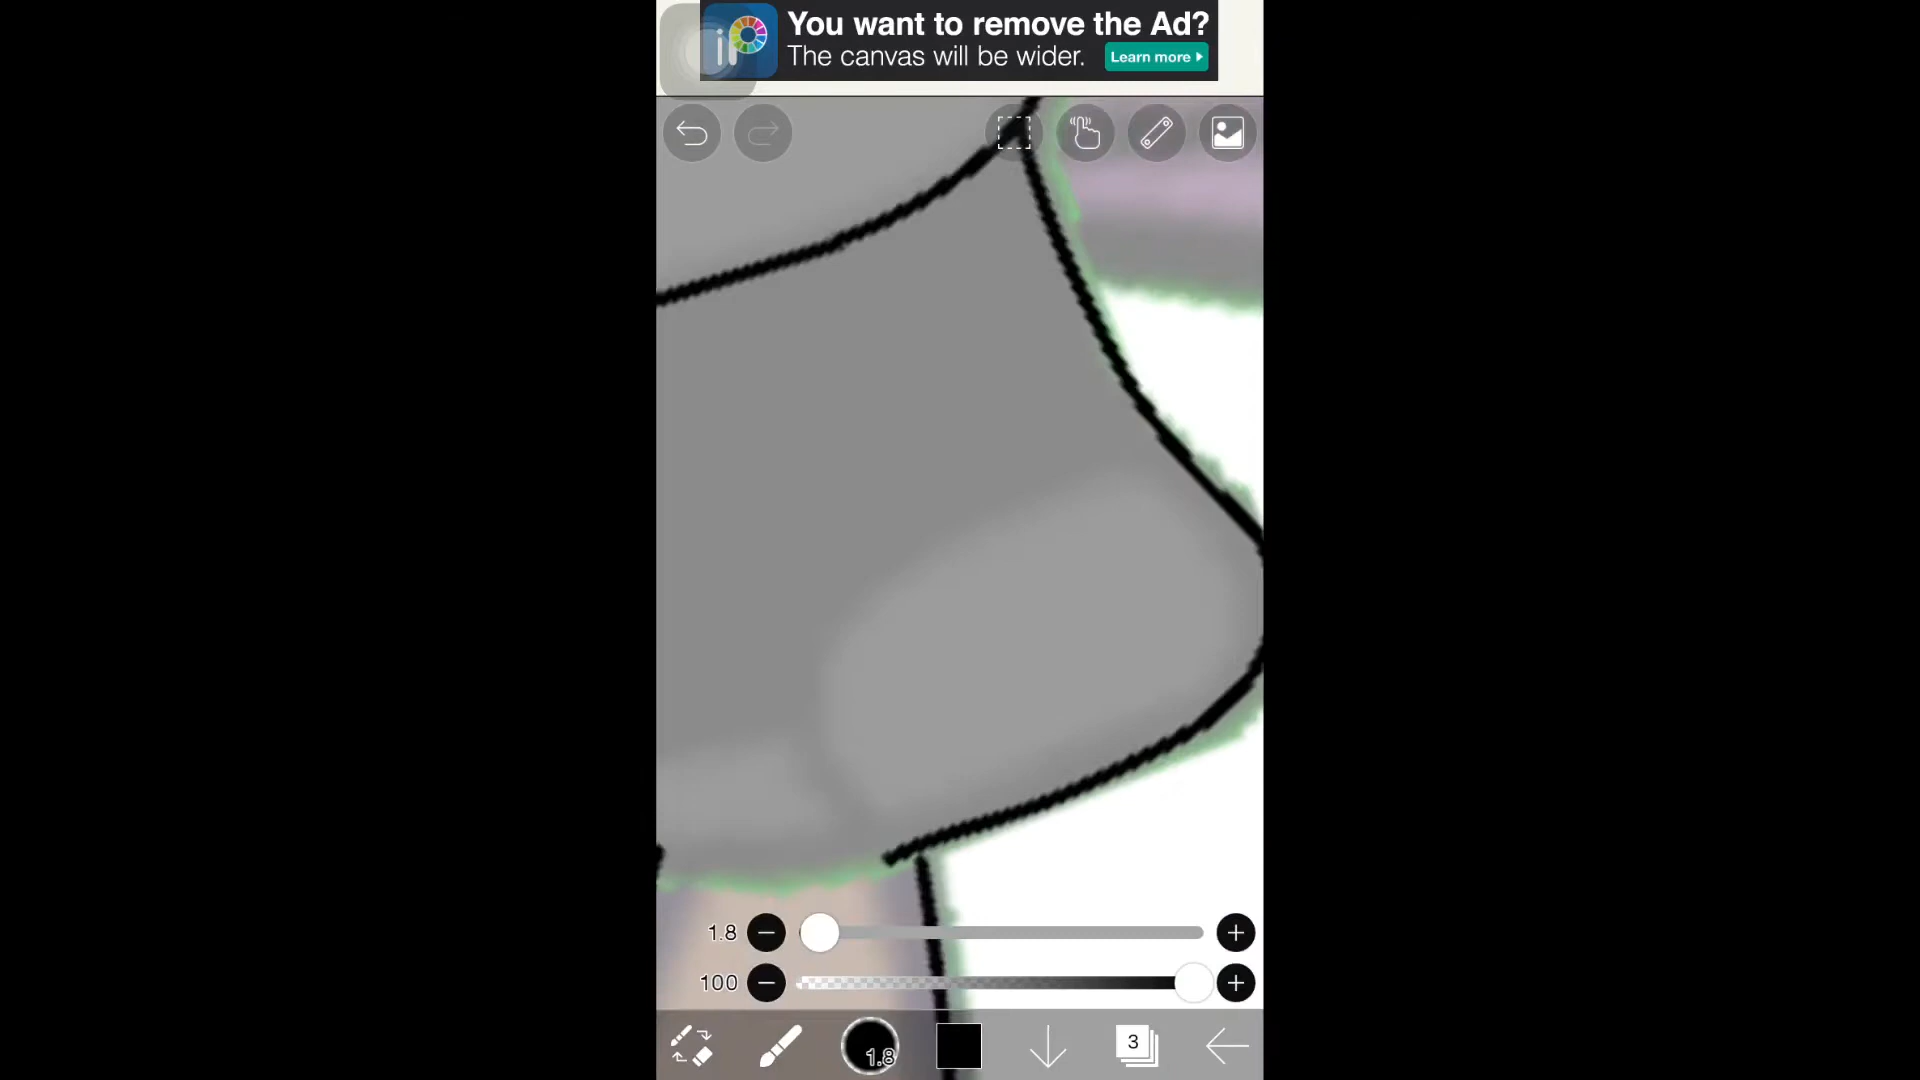 You want to remove the Ad?
The canvas will be wider.
Learn more
1.8
100
1.8
3